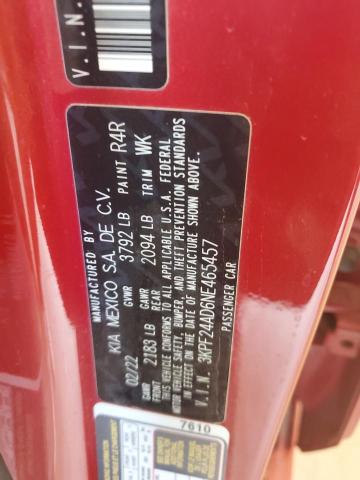 V.I.N.
MANUFACTURED BY
KIA MEXICO S.A. DE C.V.
02/22 GVWR 3792 LB PAINT R4R
GAWR FRONT 2183 LB GAWR REAR 2094 LB TRIM WK
THIS VEHICLE CONFORMS TO ALL APPLICABLE U.S.A. FEDERAL
MOTOR VEHICLE SAFETY, BUMPER, AND THEFT PREVENTION STANDARDS
IN EFFECT ON THE DATE OF MANUFACTURE SHOWN ABOVE.
V.I.N. 3KPF24AD6NE465457
PASSENGER CAR
7610